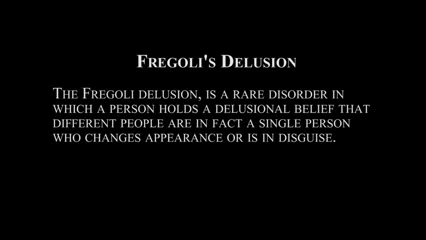 Fregoli's Delusion
The Fregoli delusion, is a rare disorder in
which a person holds a delusional belief that
different people are in fact a single person
who changes appearance or is in disguise.